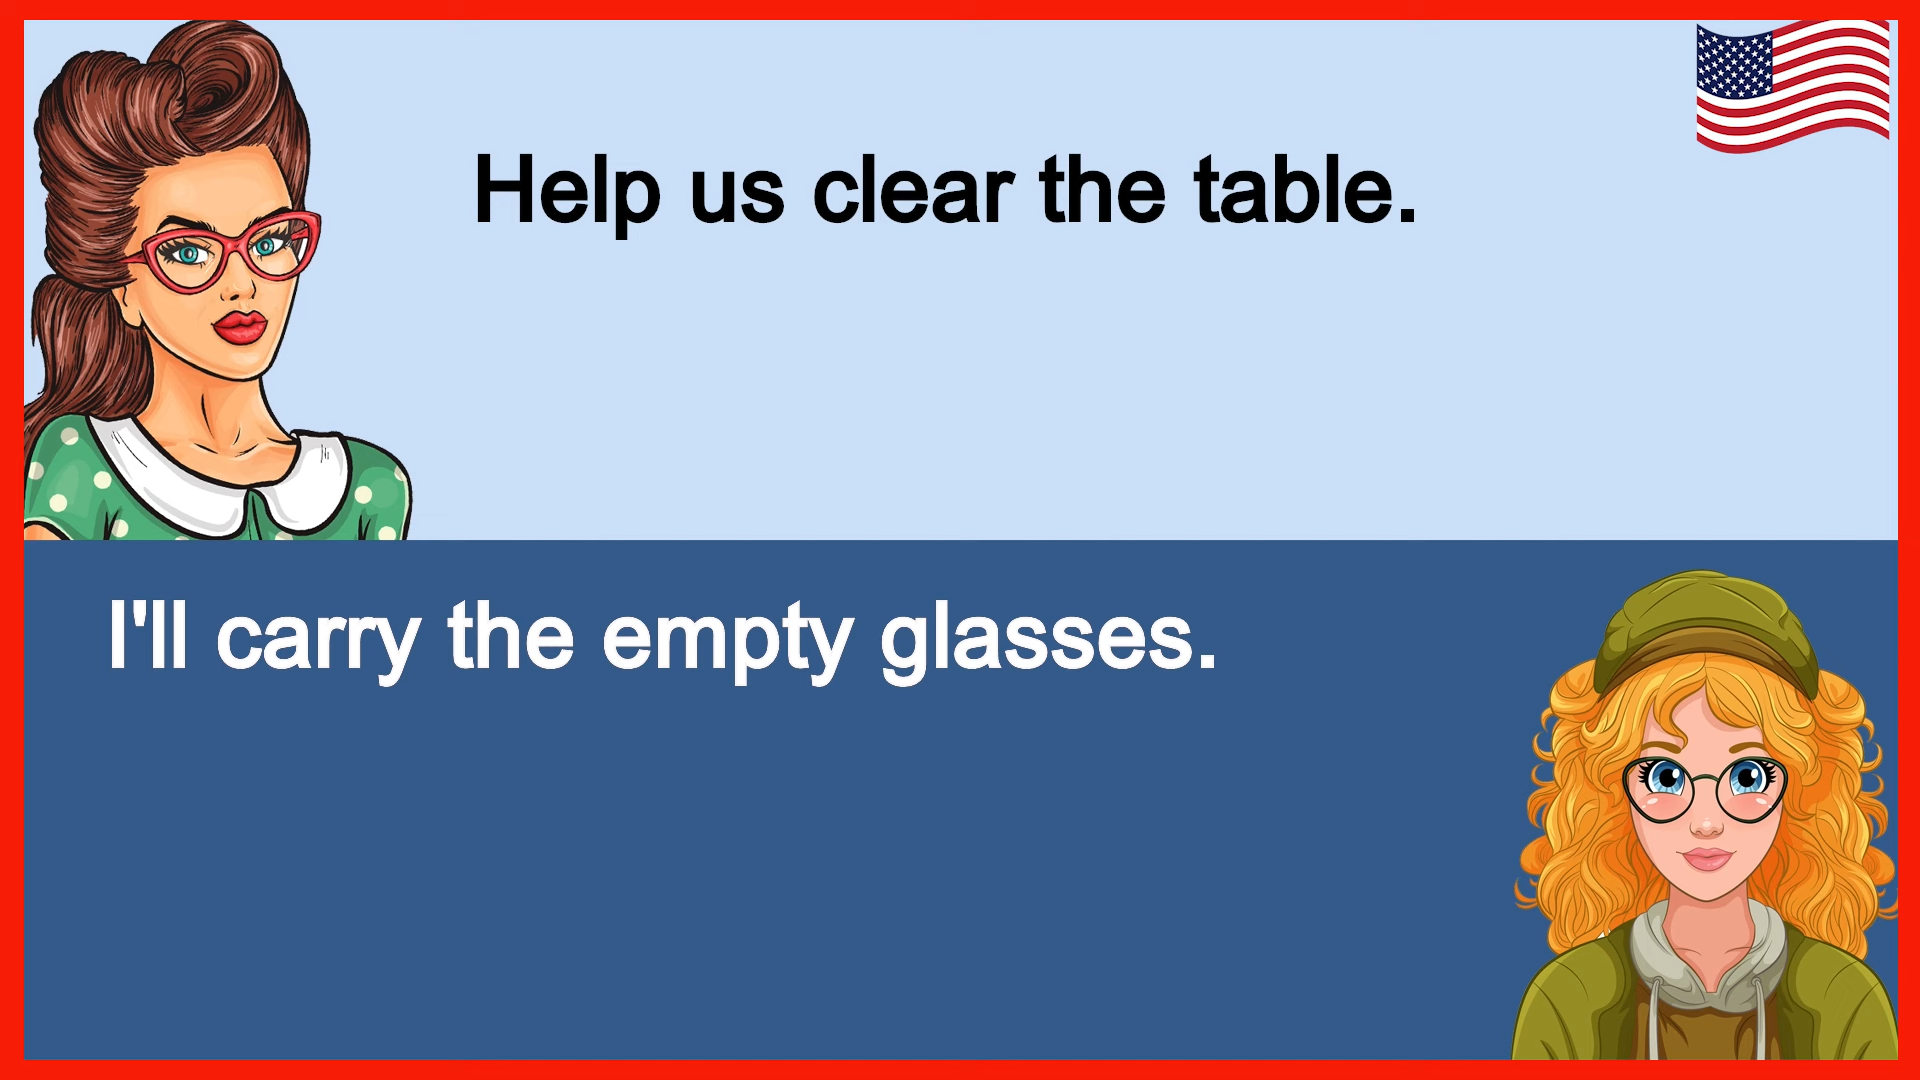 Help us clear the table.
I'll carry the empty glasses.